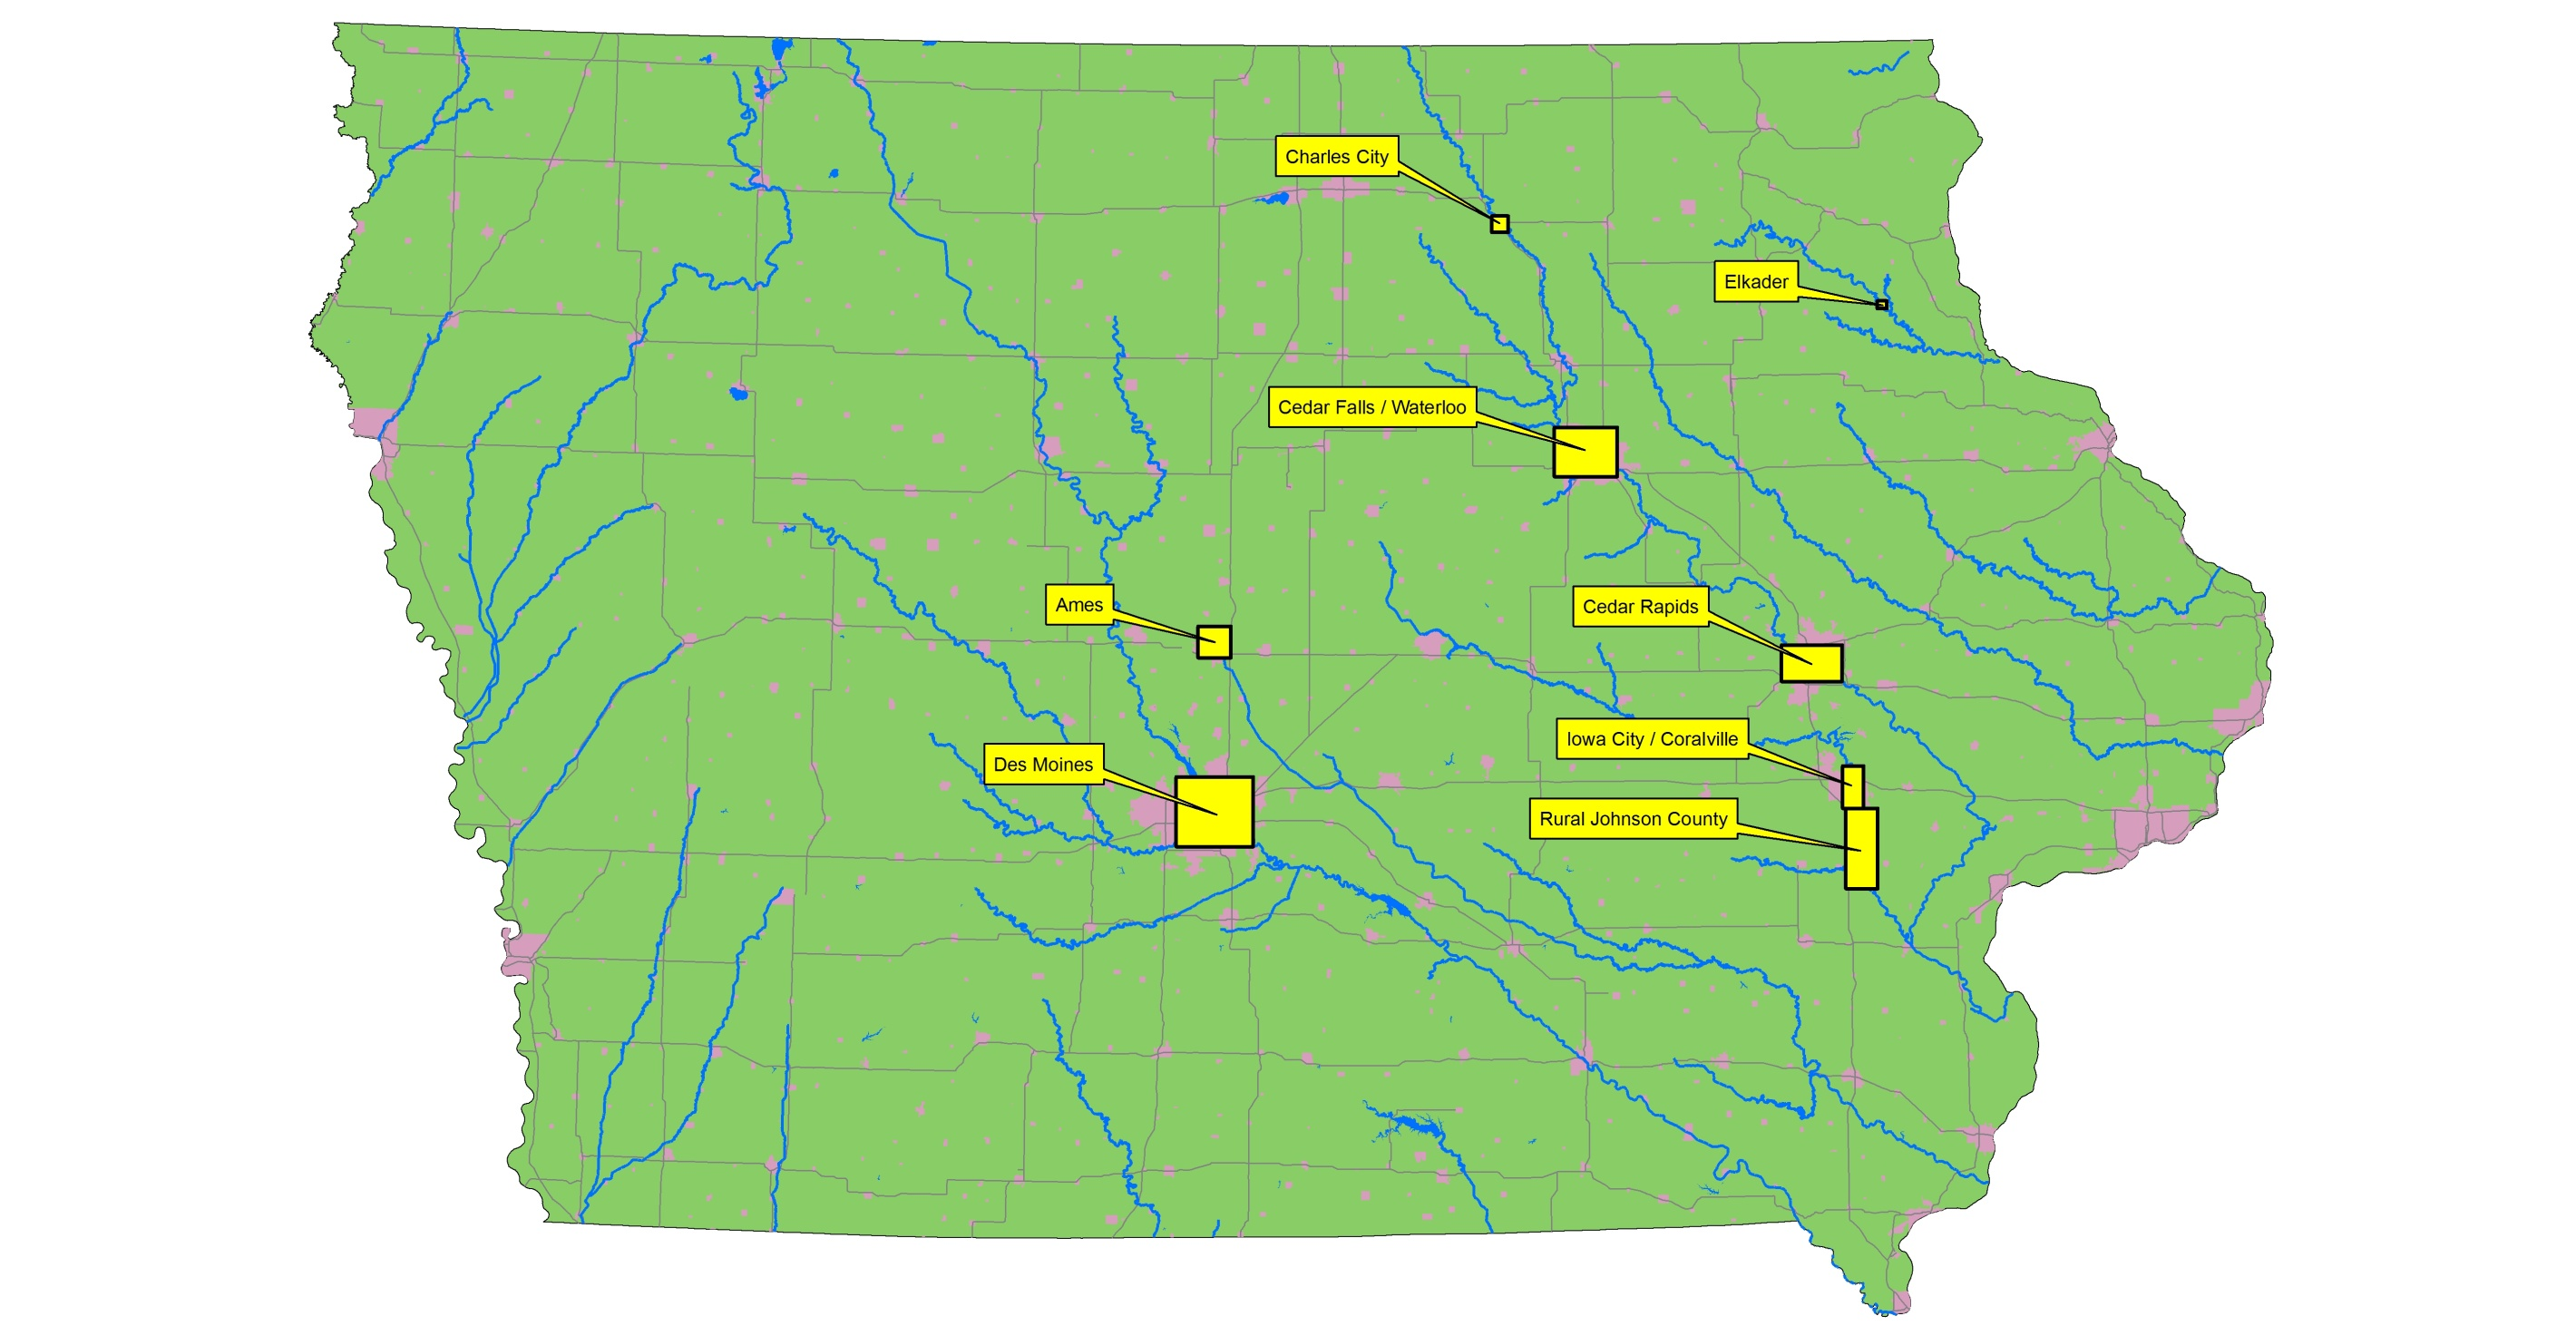 Charles City
Elkader
Cedar Falls / Waterloo
Ames
Cedar Rapids
Iowa City / Coralville
Des Moines
Rural Johnson County